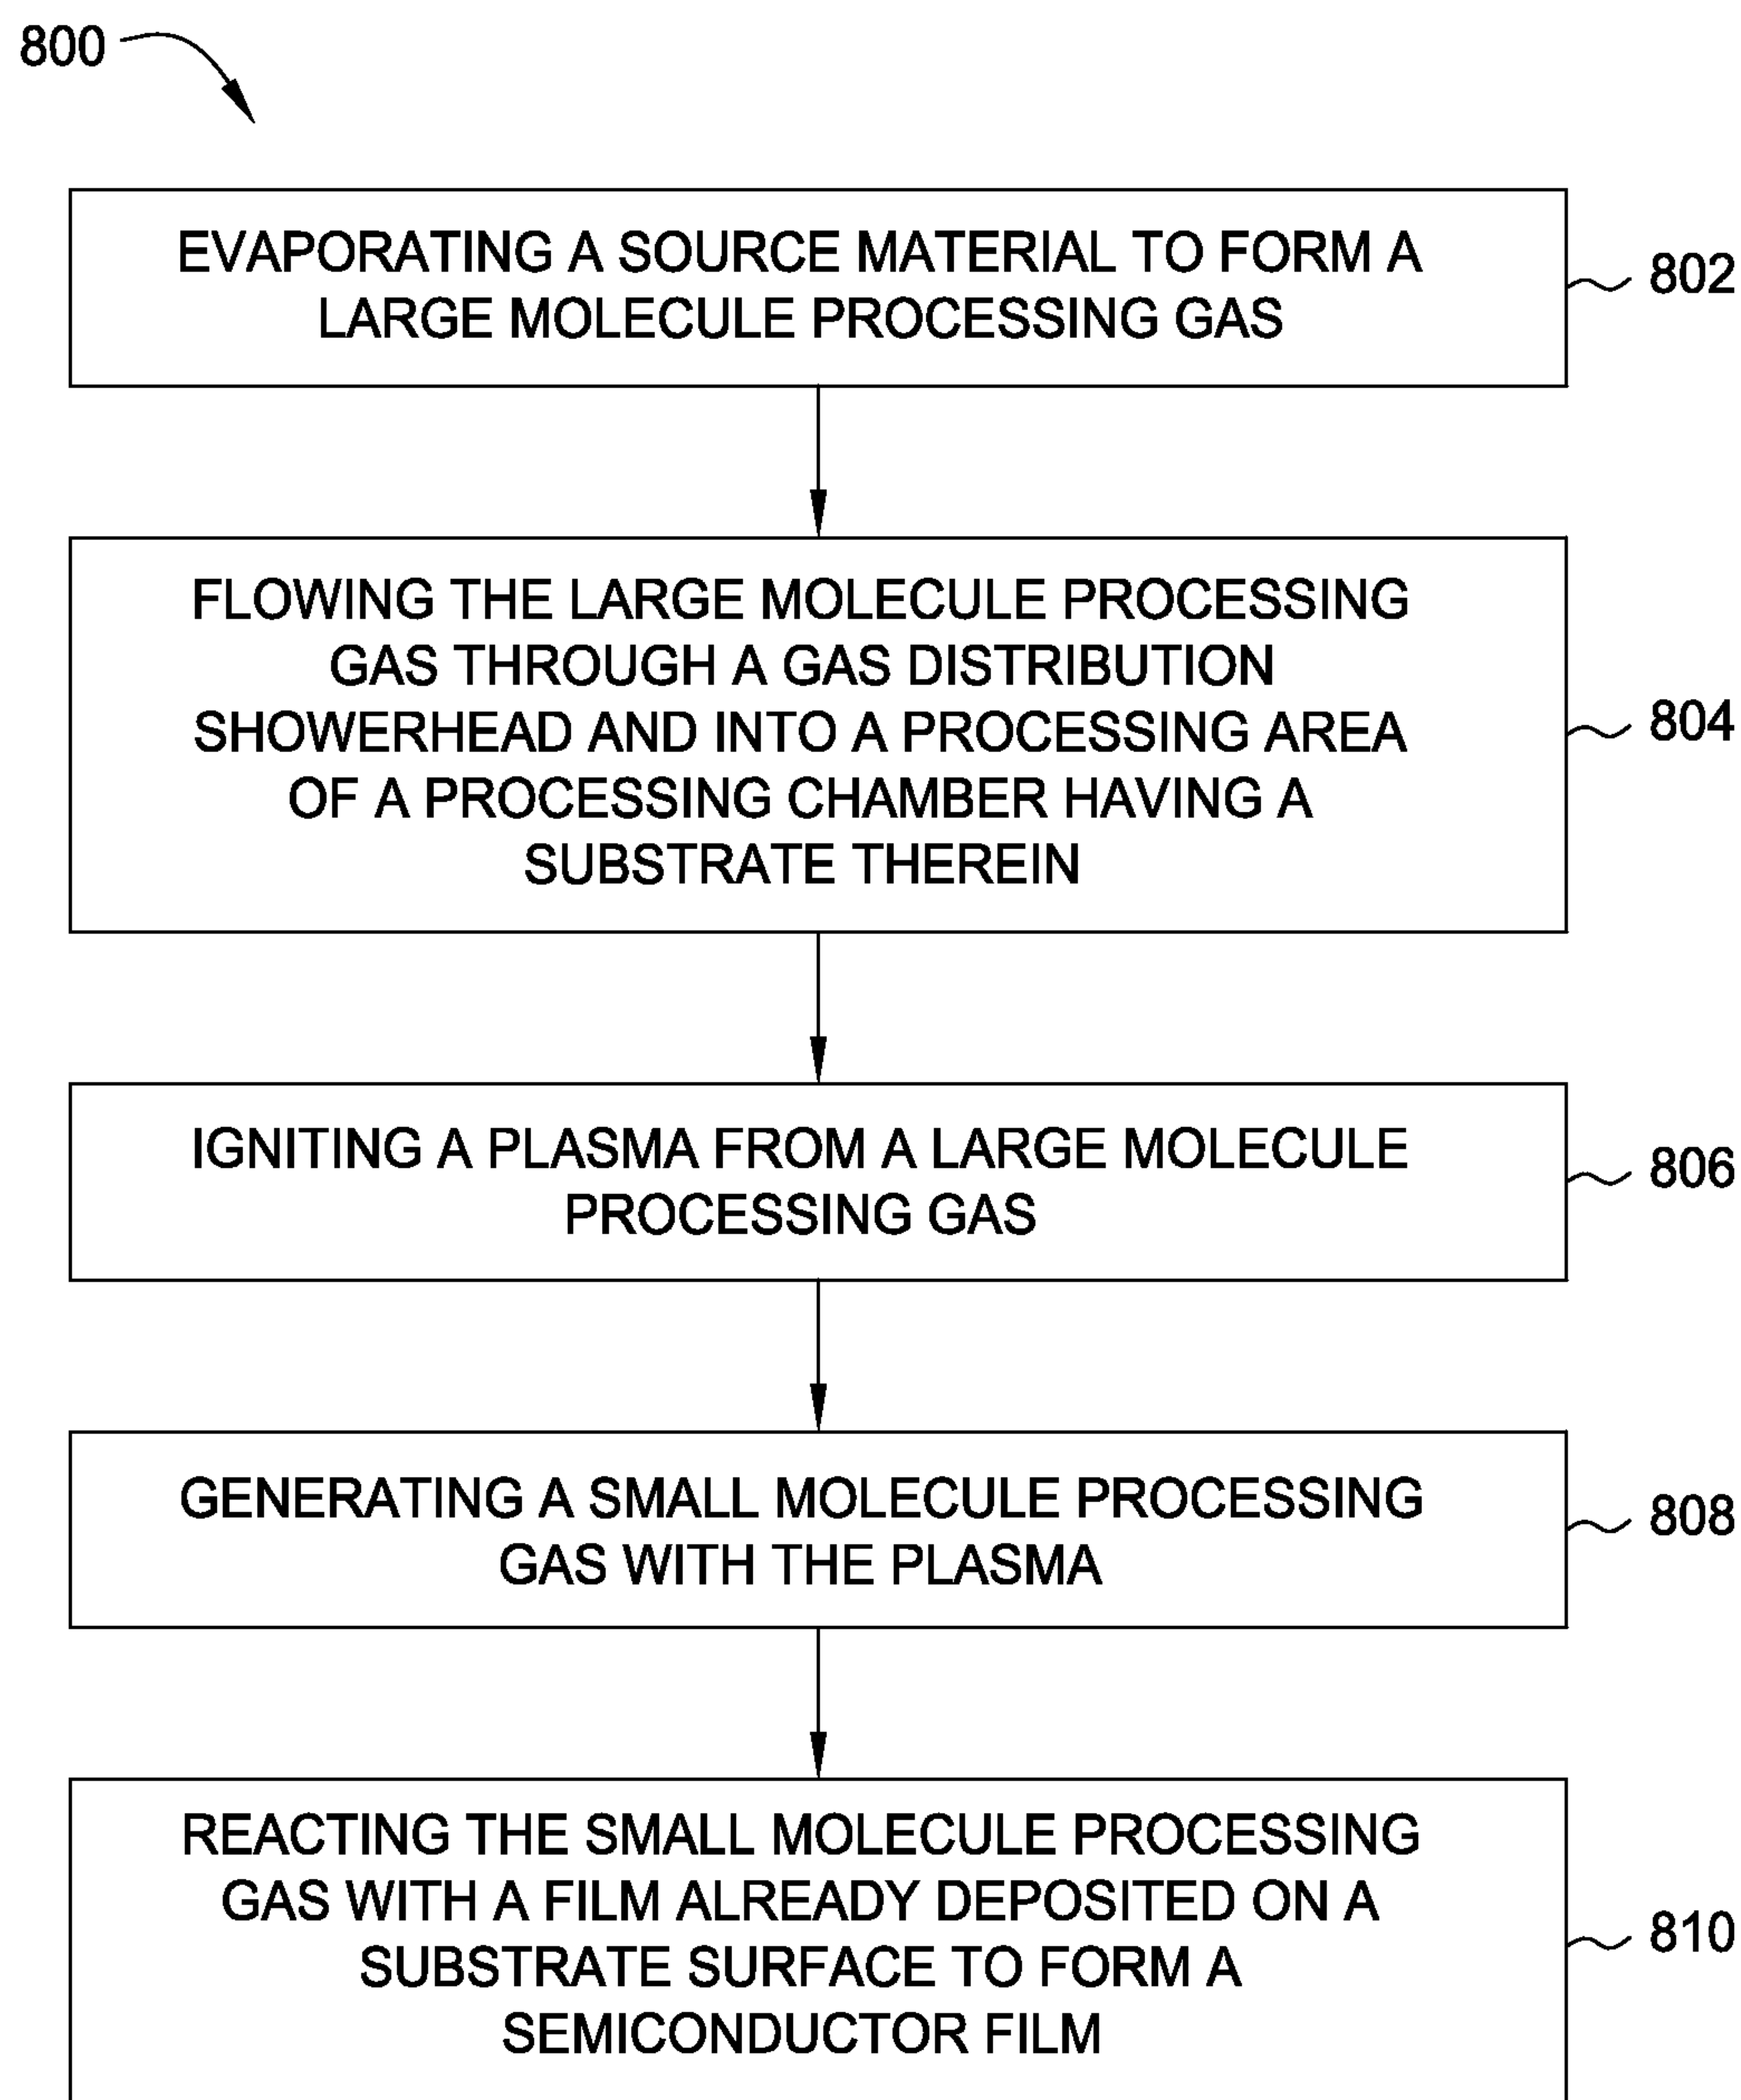 800
EVAPORATING A SOURCE MATERIAL TO FORM A
LARGE MOLECULE PROCESSING GAS
802
FLOWING THE LARGE MOLECULE PROCESSING
GAS THROUGH A GAS DISTRIBUTION
SHOWERHEAD AND INTO A PROCESSING AREA
OF A PROCESSING CHAMBER HAVING A
SUBSTRATE THEREIN
804
IGNITING A PLASMA FROM A LARGE MOLECULE
PROCESSING GAS
806
GENERATING A SMALL MOLECULE PROCESSING
GAS WITH THE PLASMA
808
REACTING THE SMALL MOLECULE PROCESSING
GAS WITH A FILM ALREADY DEPOSITED ON A
SUBSTRATE SURFACE TO FORM A
SEMICONDUCTOR FILM
810